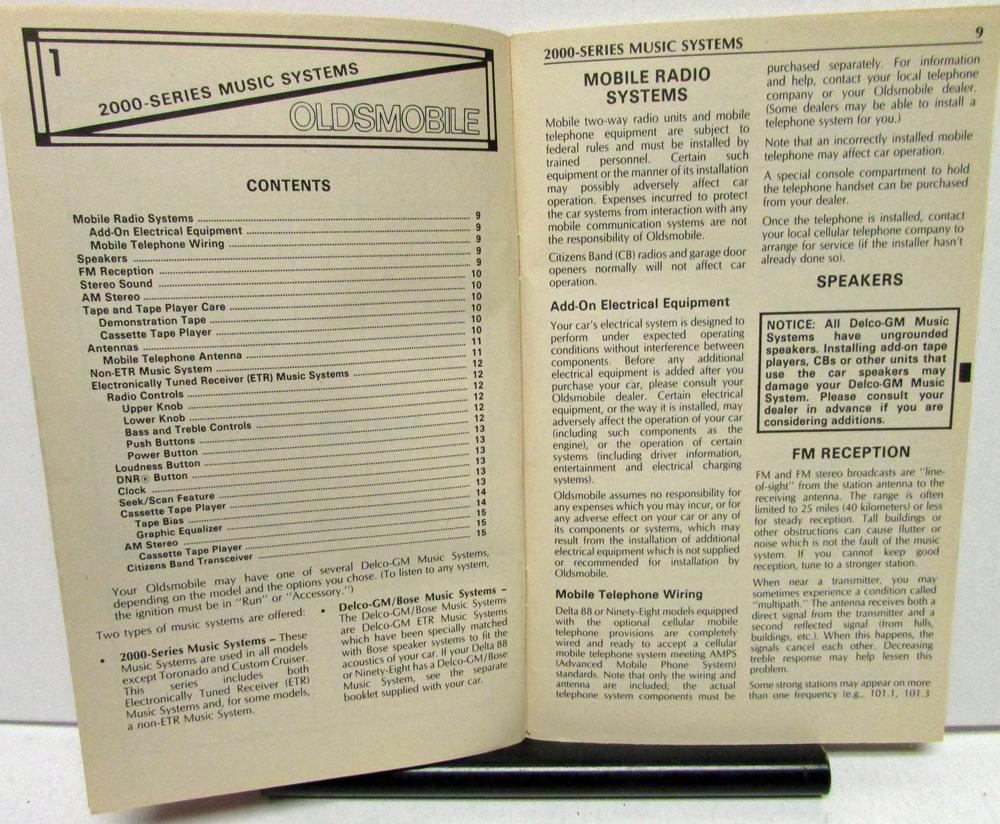 1
2000-SERIES MUSIC SYSTEMS
OLDSMOBILE
CONTENTS
Mobile Radio Systems 9
Add-On Electrical Equipment 9
Mobile Telephone Wiring 9
Speakers 9
FM Reception 9
Stereo Sound 10
AM Stereo 10
Tape and Tape Player Care 10
Demonstration Tape 10
Cassette Tape Player 10
Antennas 11
Mobile Telephone Antenna 11
Non-ETR Music System 12
Electronically Tuned Receiver (ETR) Music Systems 12
Radio Controls 12
Upper Knob 12
Lower Knob 12
Bass and Treble Controls 12
Push Buttons 13
Power Button 13
Loudness Button 13
DNR® Button 13
Clock 13
Seek/Scan Feature 13
Cassette Tape Player 14
Tape Bias 14
Graphic Equalizer 15
AM Stereo 15
Cassette Tape Player 15
Citizens Band Transceiver 15
Your Oldsmobile may have one of several Delco-GM Music Systems,
depending on the model and the options you chose. (To listen to any system,
the ignition must be in "Run" or "Accessory.")
Two types of music systems are offered:
• 2000-Series Music Systems – These
Music Systems are used in all models
except Toronado and Custom Cruiser.
This series includes both
Electronically Tuned Receiver (ETR)
Music Systems and, for some models,
a non-ETR Music System.
• Delco-GM/Bose Music Systems –
The Delco-GM/Bose Music Systems
are Delco-GM ETR Music Systems
which have been specially matched
with Bose speaker systems to fit the
acoustics of your car. If your Delta 88
or Ninety-Eight has a Delco-GM/Bose
Music System, see the separate
booklet supplied with your car.
2000-SERIES MUSIC SYSTEMS
9
MOBILE RADIO
SYSTEMS
Mobile two-way radio units and mobile
telephone equipment are subject to
federal rules and must be installed by
trained personnel. Certain such
equipment or the manner of its installation
may possibly adversely affect car
operation. Expenses incurred to protect
the car systems from interaction with any
mobile communication systems are not
the responsibility of Oldsmobile.
Citizens Band (CB) radios and garage door
openers normally will not affect car
operation.
Add-On Electrical Equipment
Your car's electrical system is designed to
perform under expected operating
conditions without interference between
components. Before any additional
electrical equipment is added after you
purchase your car, please consult your
Oldsmobile dealer. Certain electrical
equipment, or the way it is installed, may
adversely affect the operation of your car
(including such components as the
engine), or the operation of certain
systems (including driver information,
entertainment and electrical charging
systems).
Oldsmobile assumes no responsibility for
any expenses which you may incur, or for
any adverse effect on your car or any of
its components or systems, which may
result from the installation of additional
electrical equipment which is not supplied
or recommended for installation by
Oldsmobile.
Mobile Telephone Wiring
Delta 88 or Ninety-Eight models equipped
with the optional cellular mobile
telephone provisions are completely
wired and ready to accept a cellular
mobile telephone system meeting AMPS
(Advanced Mobile Phone System)
standards. Note that only the wiring and
antenna are included; the actual
telephone system components must be
purchased separately. For information
and help, contact your local telephone
company or your Oldsmobile dealer.
(Some dealers may be able to install a
telephone system for you.)
Note that an incorrectly installed mobile
telephone may affect car operation.
A special console compartment to hold
the telephone handset can be purchased
from your dealer.
Once the telephone is installed, contact
your local cellular telephone company to
arrange for service (if the installer hasn't
already done so).
SPEAKERS
NOTICE: All Delco-GM Music
Systems have ungrounded
speakers. Installing add-on tape
players, CBs or other units that
use the car speakers may
damage your Delco-GM Music
System. Please consult your
dealer in advance if you are
considering additions.
FM RECEPTION
FM and FM stereo broadcasts are "line-
of-sight" from the station antenna to the
receiving antenna. The range is often
limited to 25 miles (40 kilometers) or less
for steady reception. Tall buildings or
other obstructions can cause flutter or
noise which is not the fault of the music
system. If you cannot keep good
reception, tune to a stronger station.
When near a transmitter, you may
sometimes experience a condition called
"multipath." The antenna receives both a
direct signal from the transmitter and a
second reflected signal (from hills,
buildings, etc.). When this happens, the
signals cancel each other. Decreasing
treble response may help lessen this
problem.
Some strong stations may appear on more
than one frequency (e.g., 101.1, 101.3